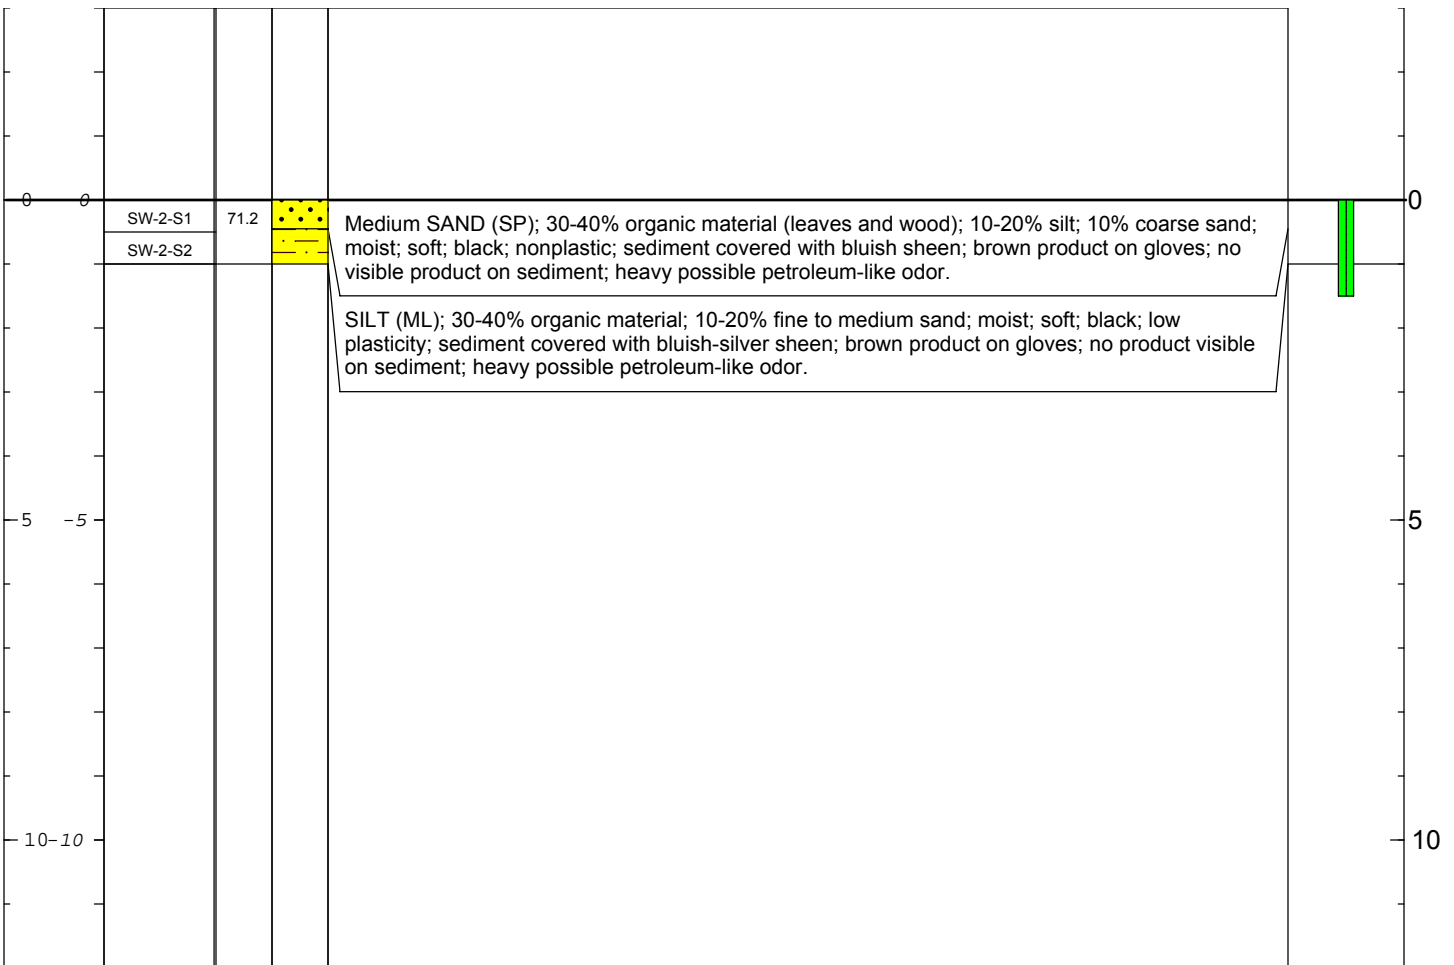 0 0 0
SW-2-S1 71.2
SW-2-S2
Medium SAND (SP); 30-40% organic material (leaves and wood); 10-20% silt; 10% coarse sand;
moist; soft; black; nonplastic; sediment covered with bluish sheen; brown product on gloves; no
visible product on sediment; heavy possible petroleum-like odor.
SILT (ML); 30-40% organic material; 10-20% fine to medium sand; moist; soft; black; low
plasticity; sediment covered with bluish-silver sheen; brown product on gloves; no product visible
on sediment; heavy possible petroleum-like odor.
5 -5 5
10 -10 10